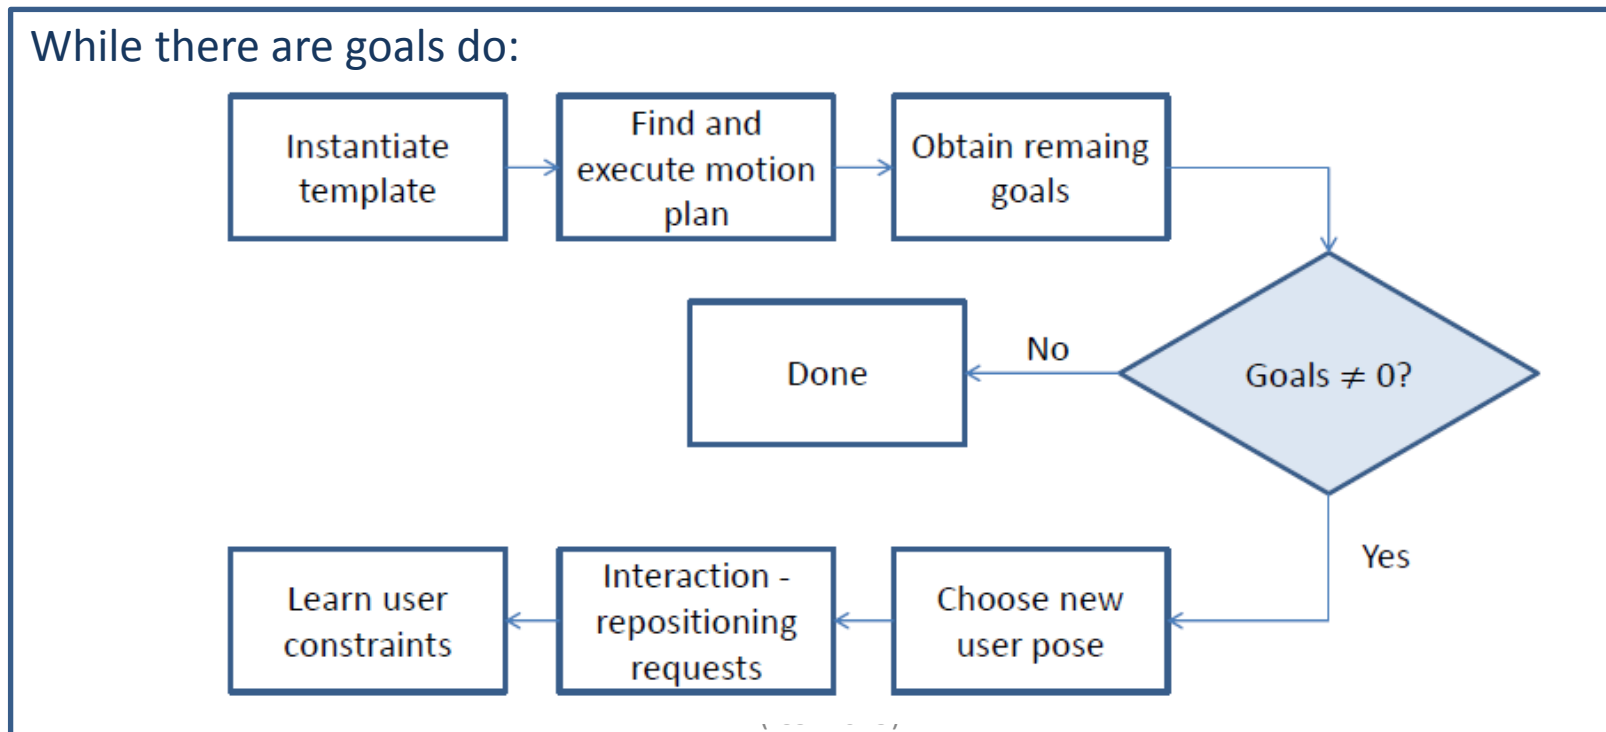 While there are goals do:
Instantiate
template
Find and
execute motion
plan
Obtain remaing
goals
Goals ≠ 0?
No
Done
Yes
Choose new
user pose
Interaction -
repositioning
requests
Learn user
constraints